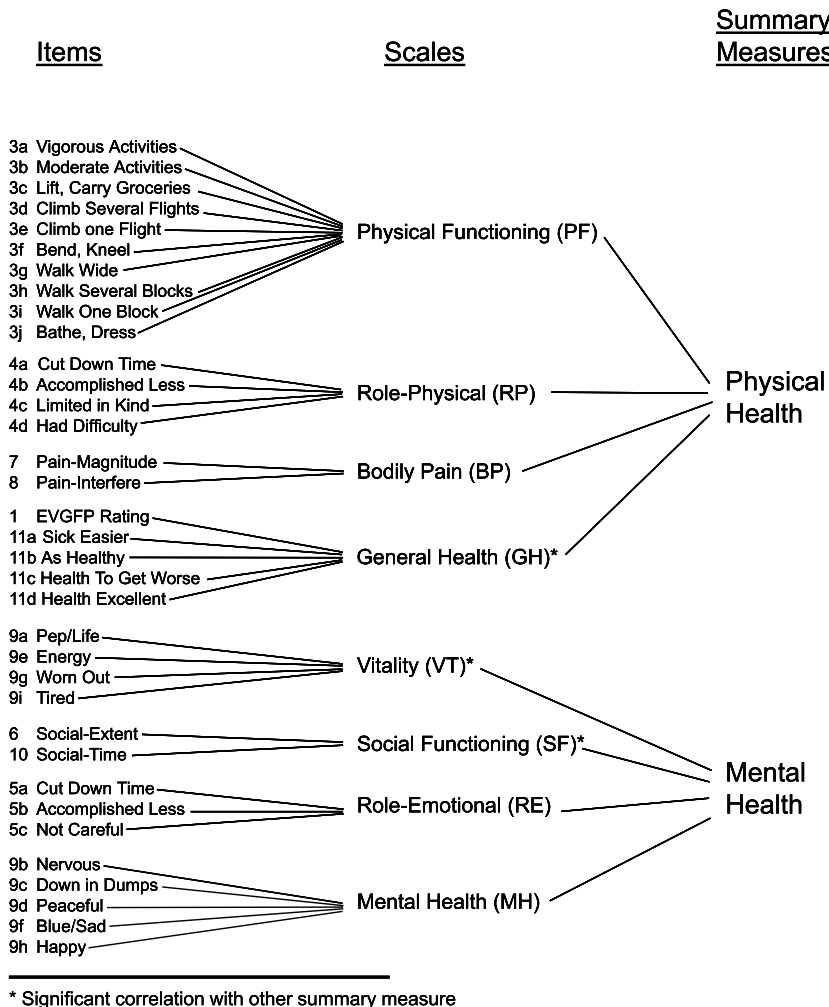 Items
Scales
Summary
Measures
3a Vigorous Activities
3b Moderate Activities
3c Lift, Carry Groceries
3d Climb Several Flights
3e Climb one Flight
3f Bend, Kneel
3g Walk Wide
3h Walk Several Blocks
3i Walk One Block
3j Bathe, Dress
Physical Functioning (PF)
4a Cut Down Time
4b Accomplished Less
4c Limited in Kind
4d Had Difficulty
Role-Physical (RP)
7 Pain-Magnitude
8 Pain-Interfere
Bodily Pain (BP)
1 EVGFP Rating
11a Sick Easier
11b As Healthy
11c Health To Get Worse
11d Health Excellent
General Health (GH)*
Physical
Health
9a Pep/Life
9e Energy
9g Worn Out
9i Tired
Vitality (VT)*
6 Social-Extent
10 Social-Time
Social Functioning (SF)*
5a Cut Down Time
5b Accomplished Less
5c Not Careful
Role-Emotional (RE)
9b Nervous
9c Down in Dumps
9d Peaceful
9f Blue/Sad
9h Happy
Mental Health (MH)
Mental
Health
* Significant correlation with other summary measure